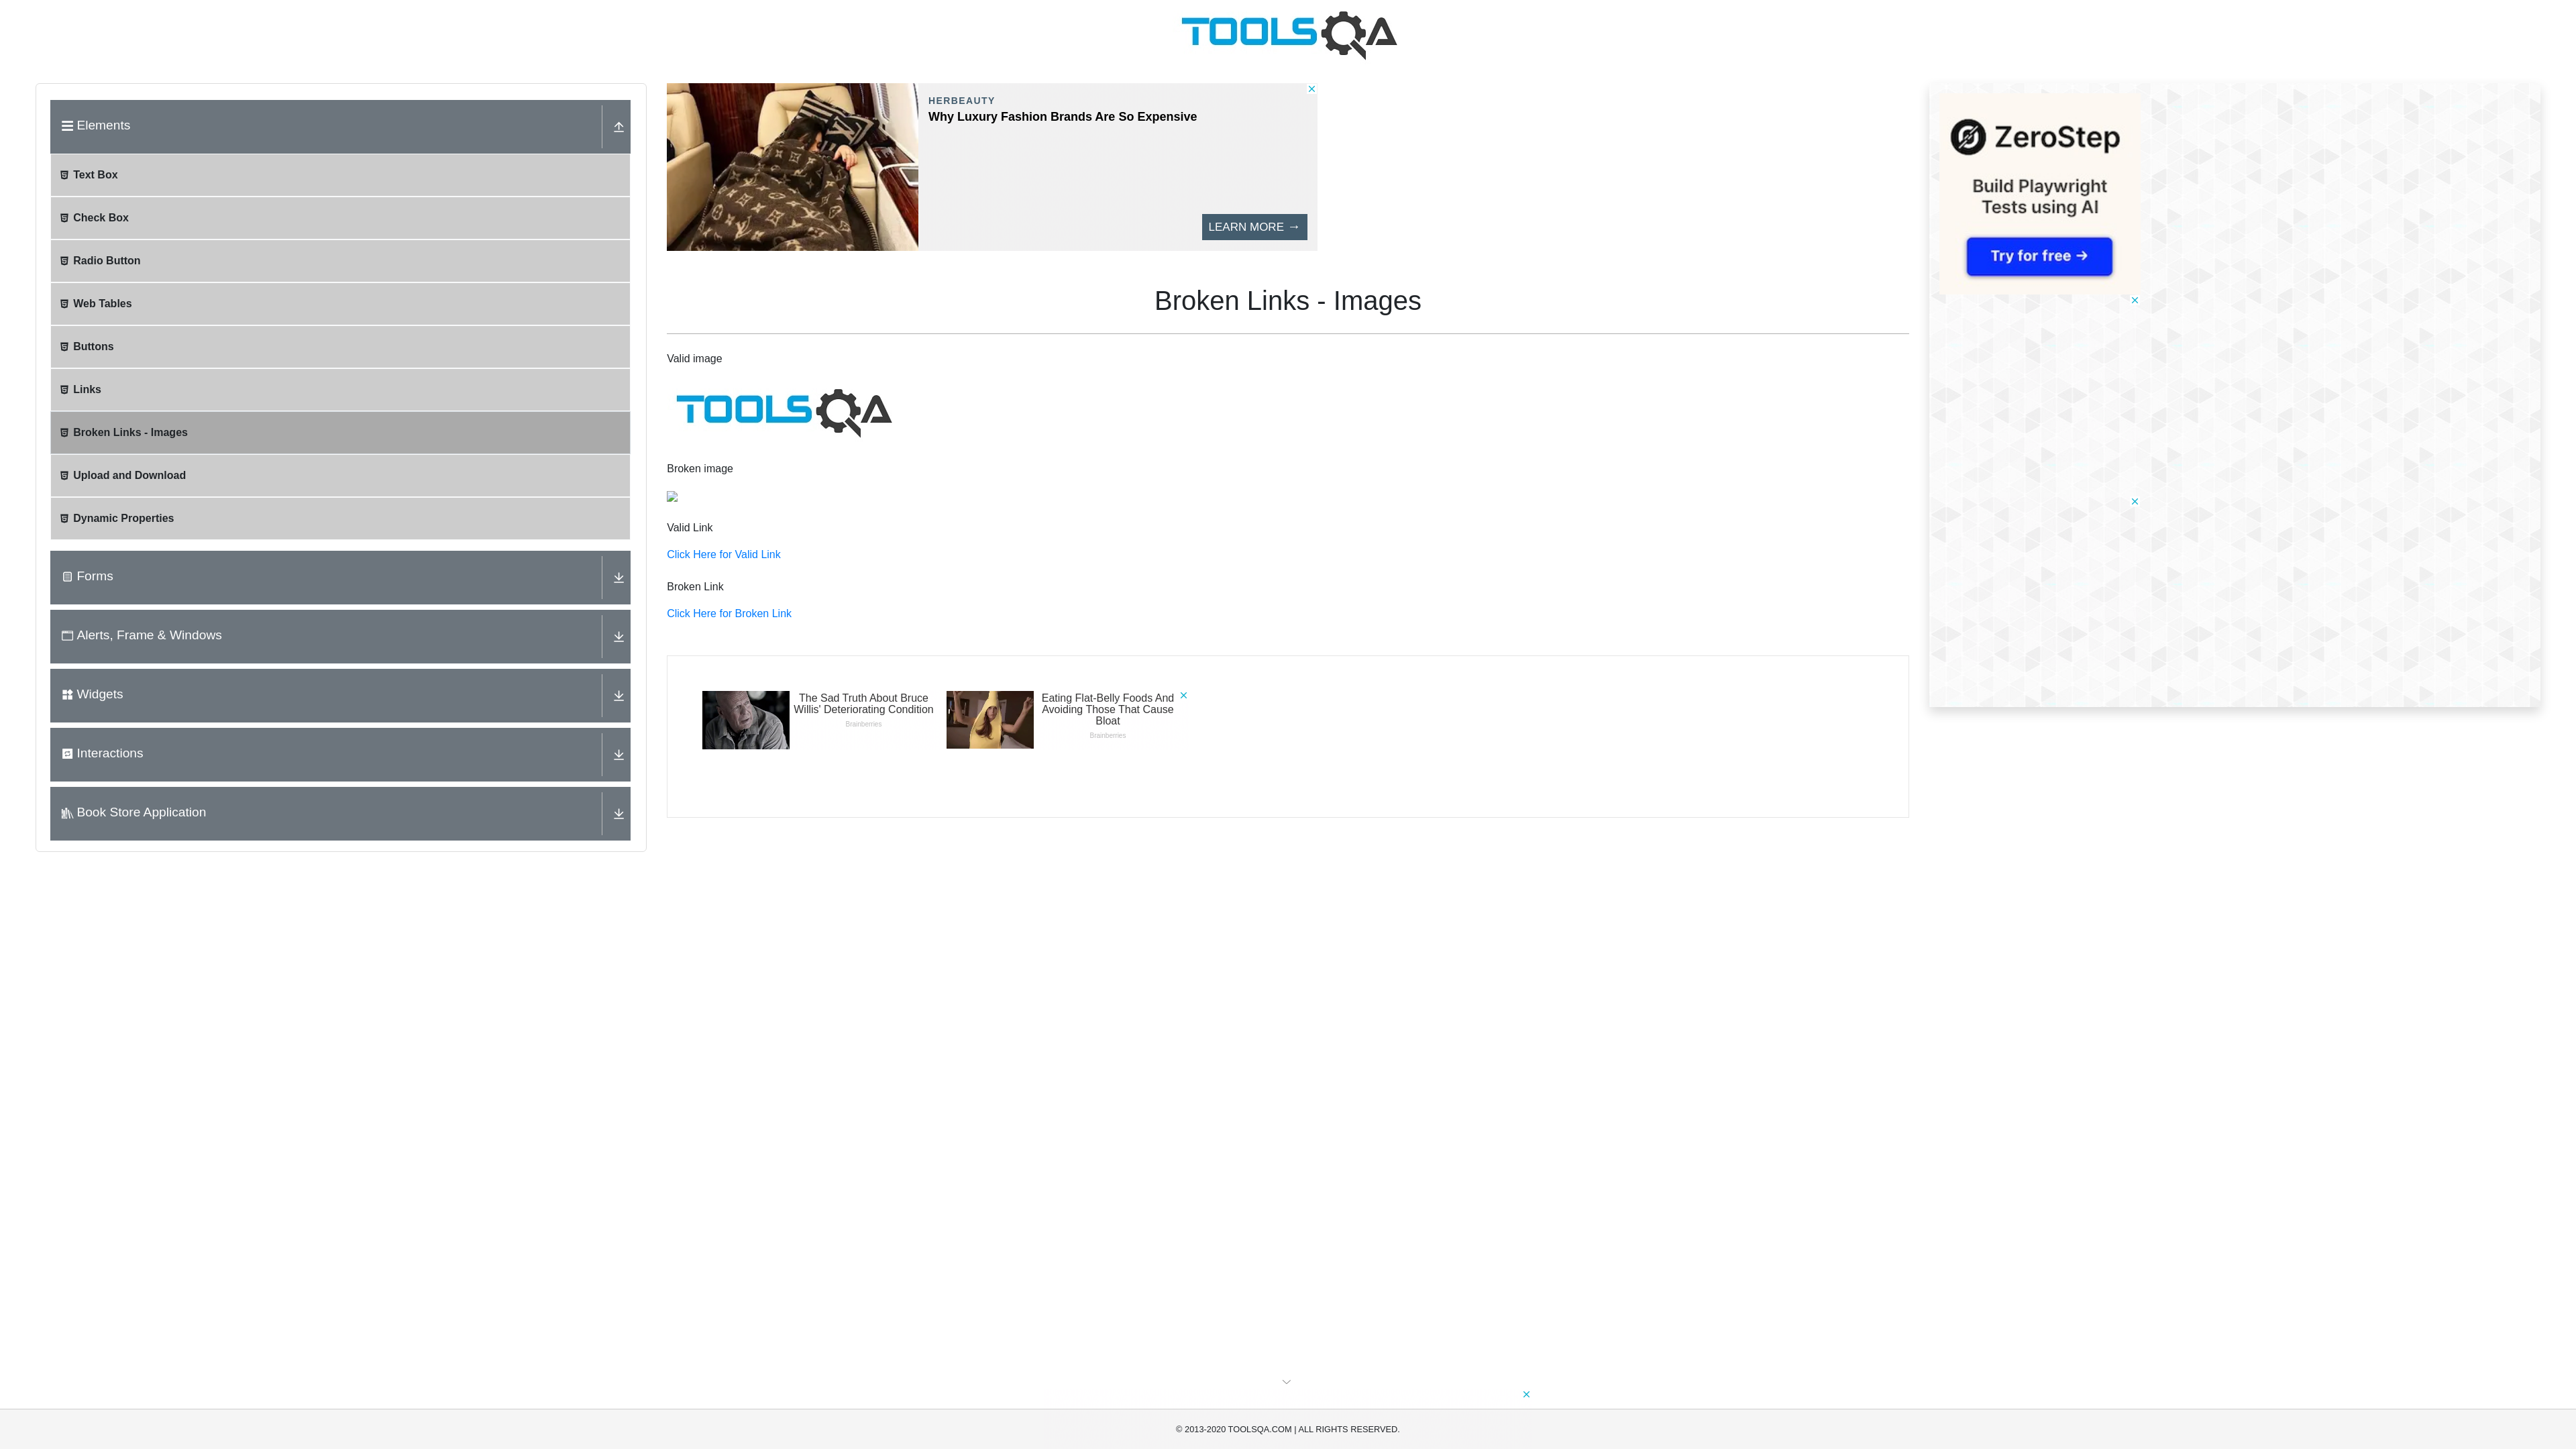 TOOLSQA
Elements
Text Box
Check Box
Radio Button
Web Tables
Buttons
Links
Broken Links - Images
Upload and Download
Dynamic Properties
Forms
Alerts, Frame & Windows
Widgets
Interactions
Book Store Application
HERBEAUTY
Why Luxury Fashion Brands Are So Expensive
LEARN MORE →
Broken Links - Images
Valid image
TOOLSQA
Broken image
Valid Link
Click Here for Valid Link
Broken Link
Click Here for Broken Link
The Sad Truth About Bruce
Willis' Deteriorating Condition
Brainberries
Eating Flat-Belly Foods And
Avoiding Those That Cause
Bloat
Brainberries
ZeroStep
Build Playwright
Tests using AI
Try for free →
© 2013-2020 TOOLSQA.COM | ALL RIGHTS RESERVED.